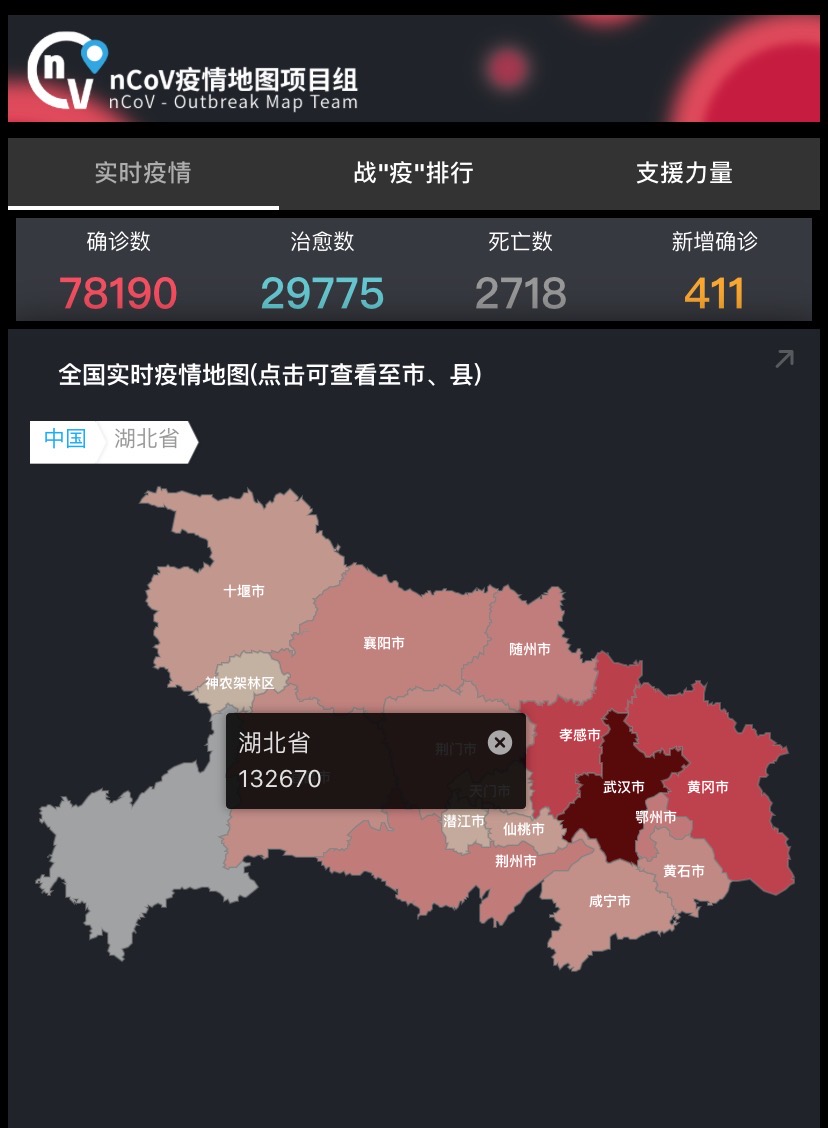 nCoV疫情地图项目组
nCoV - Outbreak Map Team
实时疫情 战"疫"排行 支援力量
确诊数 治愈数 死亡数 新增确诊
78190 29775 2718 411
全国实时疫情地图(点击可查看至市、县)
中国 湖北省
十堰市
襄阳市
随州市
神农架林区
孝感市
湖北省
132670
荆门市
天门市
市
武汉市
黄冈市
鄂州市
潜江市
仙桃市
荆州市
黄石市
咸宁市